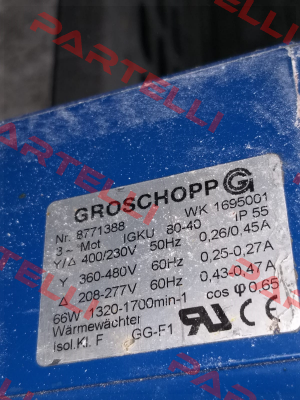 PARTELLI
GROSCHOPP G
Nr. 8771388 WK 1695001
3~ Mot IGKU 80-40 IP 55
Y/Δ 400/230V 50Hz 0,26/0,45A
Y 360-480V 60Hz 0,25-0,27A
Δ 208-277V 60Hz 0,43-0,47A
66W 1320-1700min-1 cos φ 0.65
Wärmewächter
Isol.Kl. F GG-F1 UR CE
PARTELLI
PARTELLI